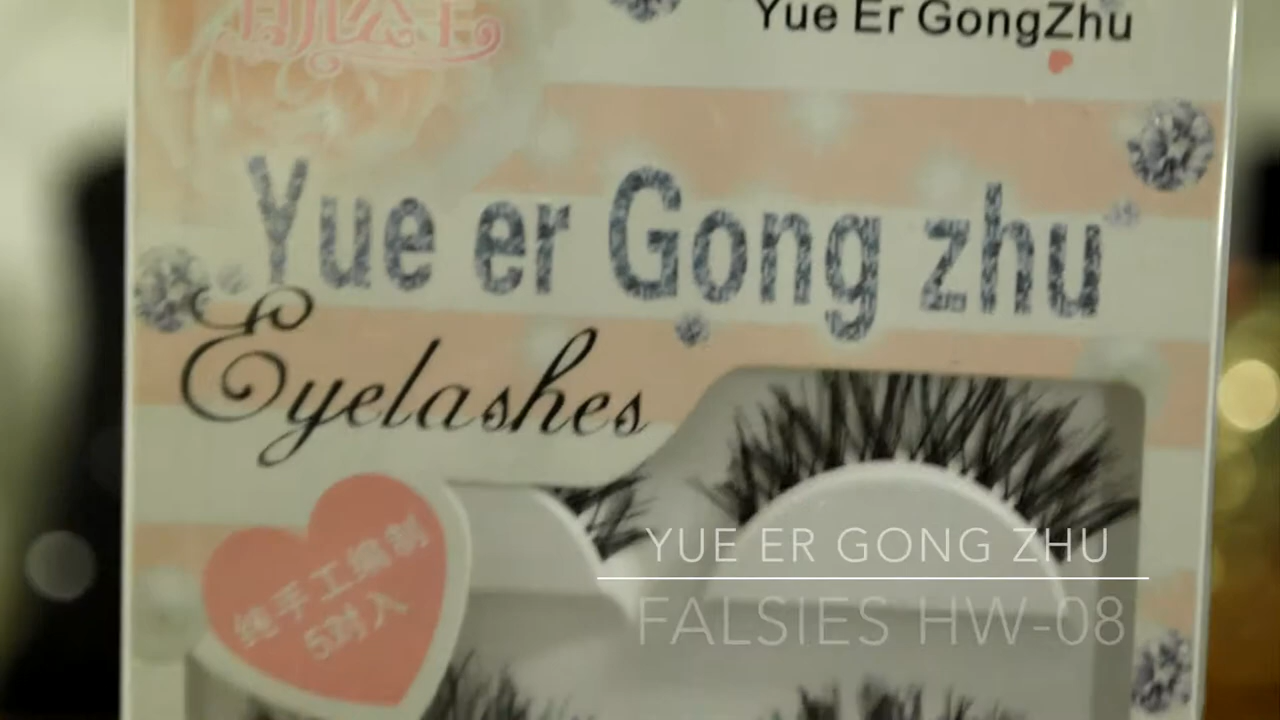 Yue Er GongZhu
Yue er Gong zhu
Eyelashes
纯手工编制
5对入
YUE ER GONG ZHU
FALSIES HW-08